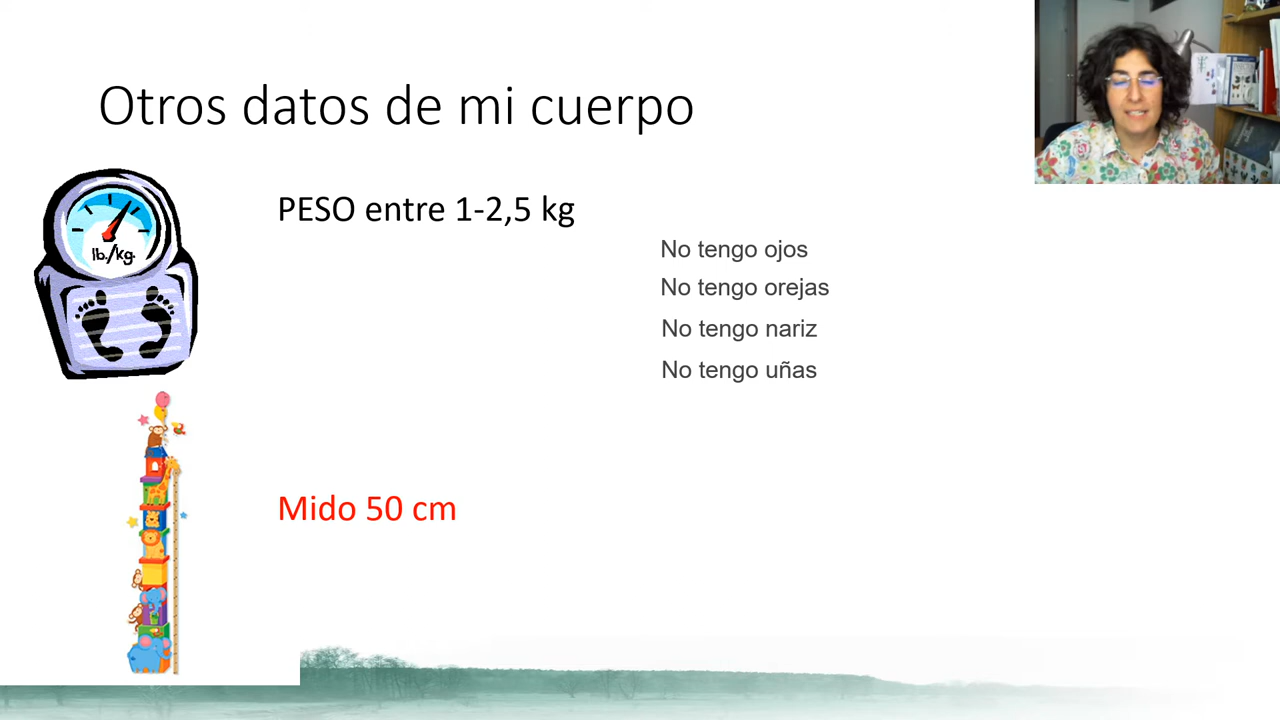 Otros datos de mi cuerpo
PESO entre 1-2,5 kg
lb./kg.
No tengo ojos
No tengo orejas
No tengo nariz
No tengo uñas
Mido 50 cm